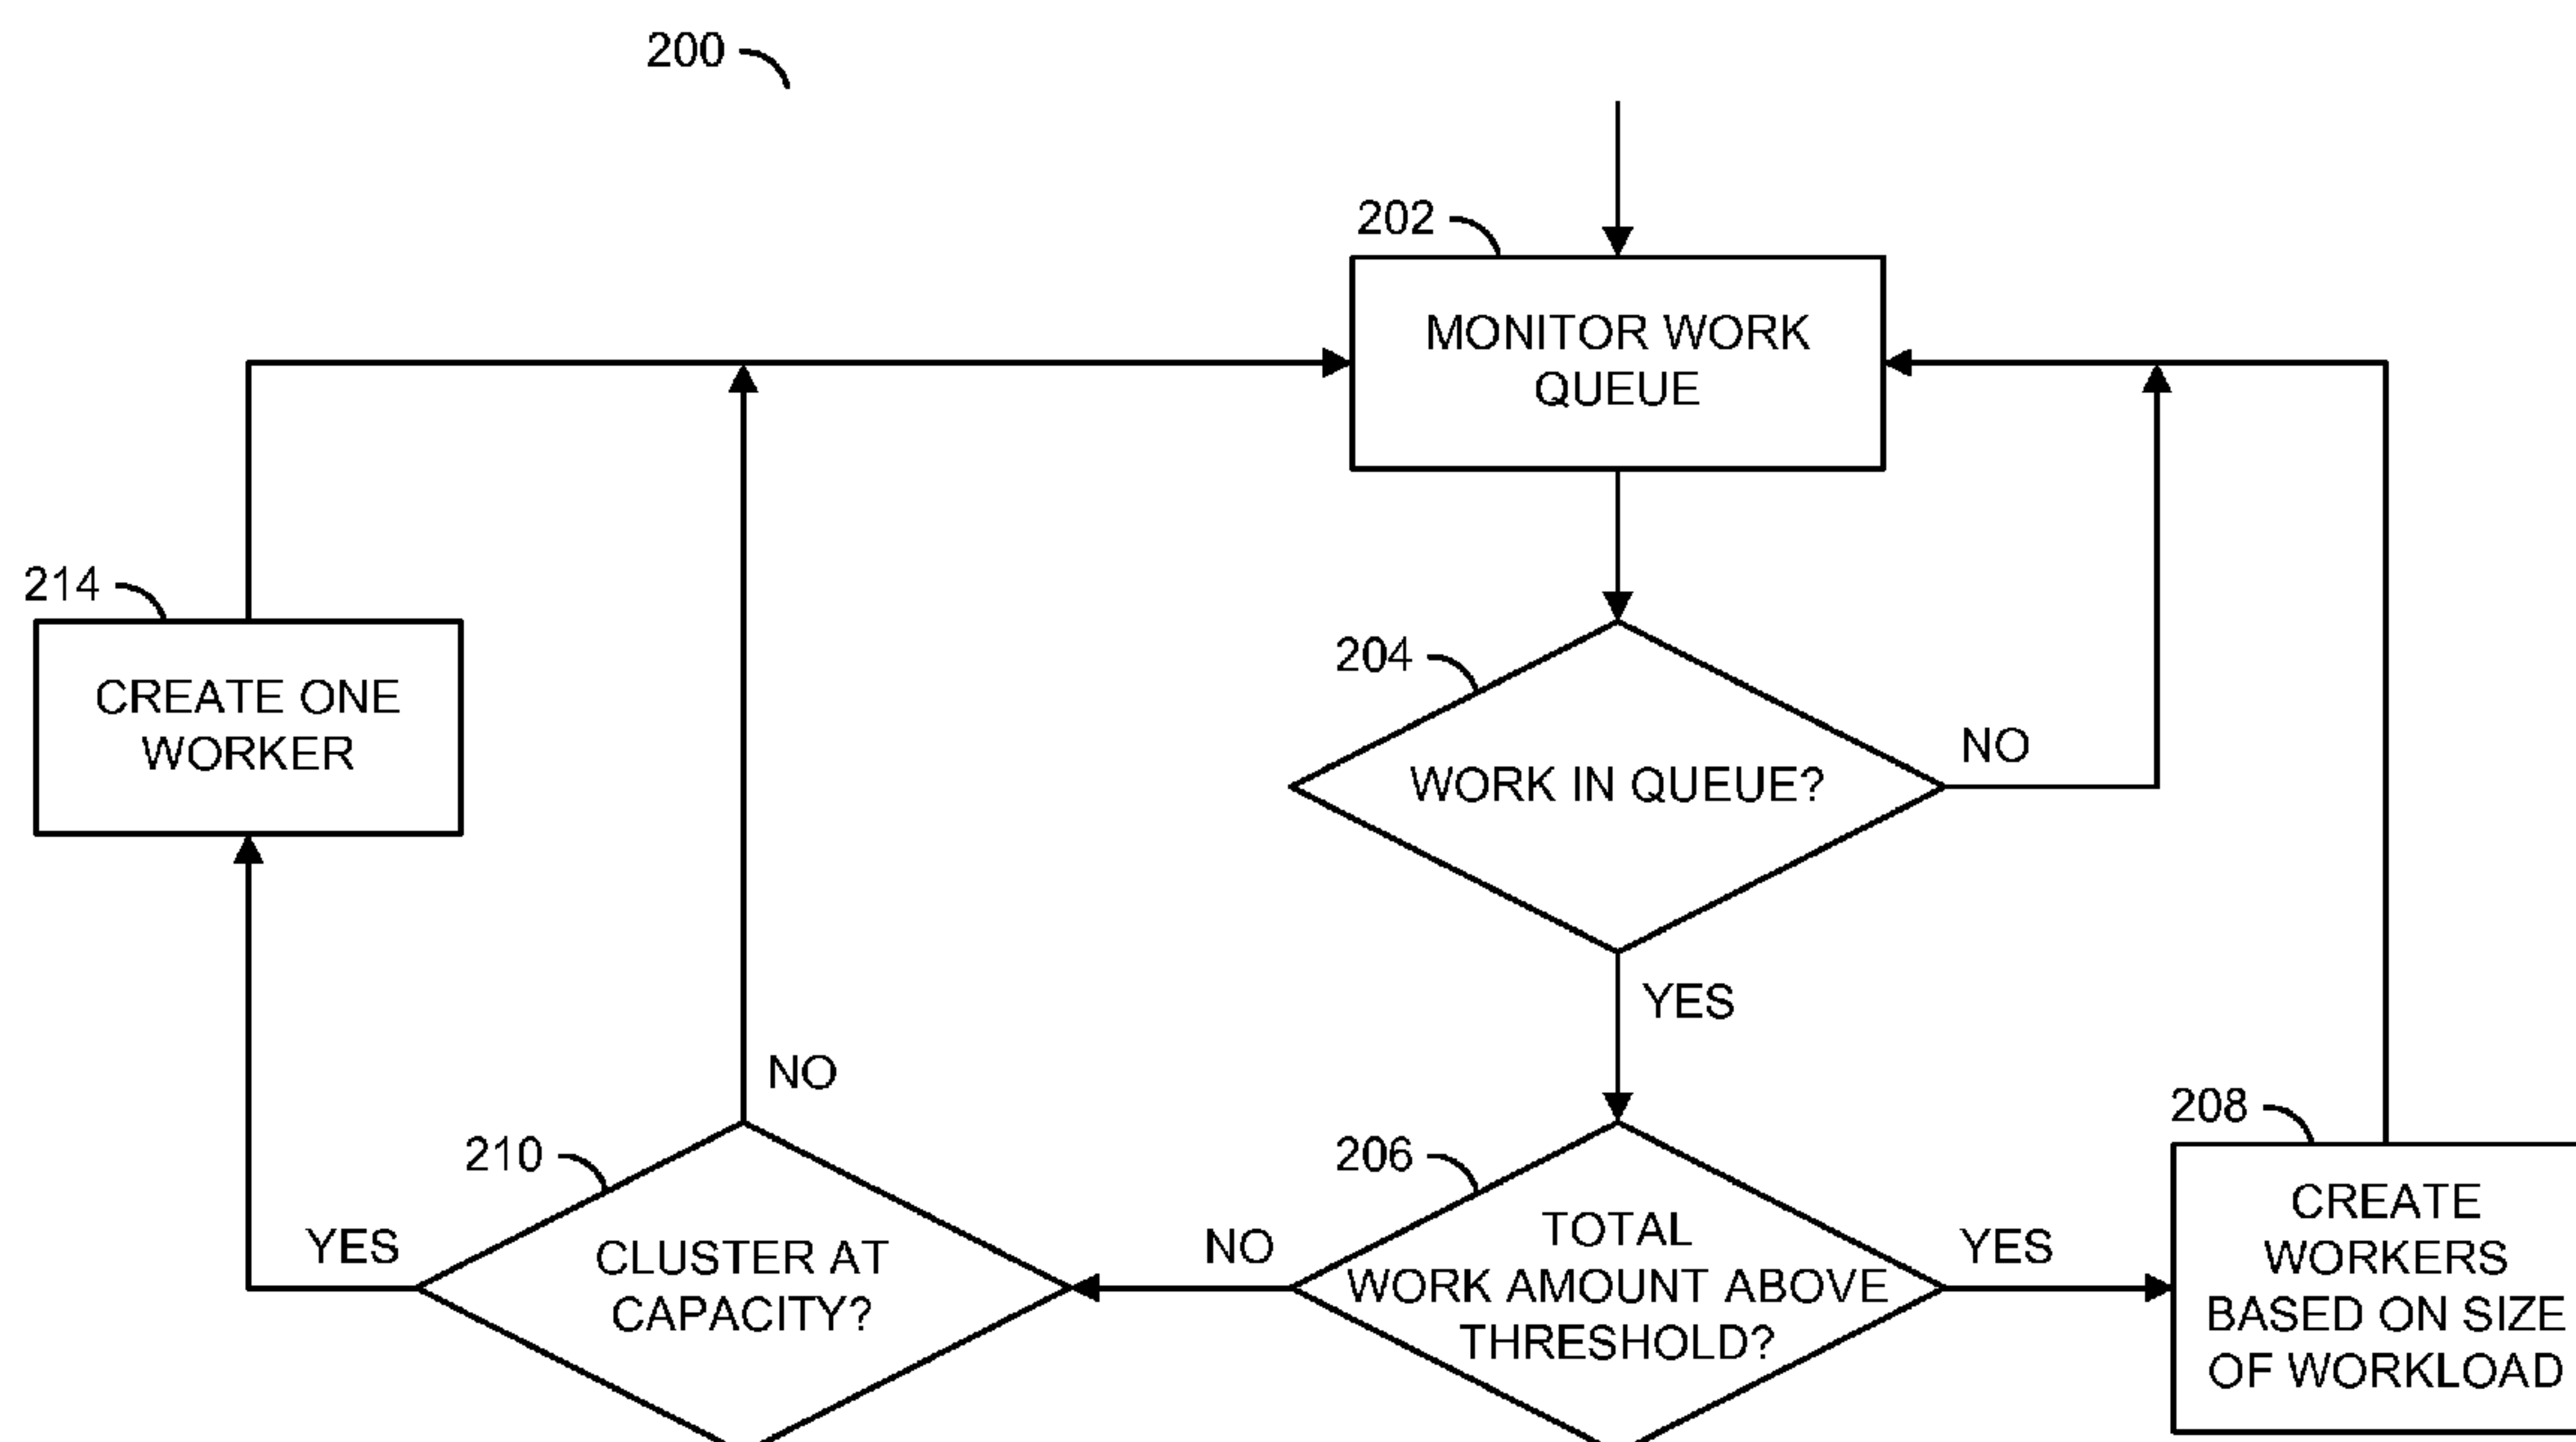 200
202
MONITOR WORK
QUEUE
214
CREATE ONE
WORKER
204
WORK IN QUEUE?
NO
YES
NO
208
210
206
YES
CLUSTER AT
CAPACITY?
NO
TOTAL
WORK AMOUNT ABOVE
THRESHOLD?
YES
CREATE
WORKERS
BASED ON SIZE
OF WORKLOAD